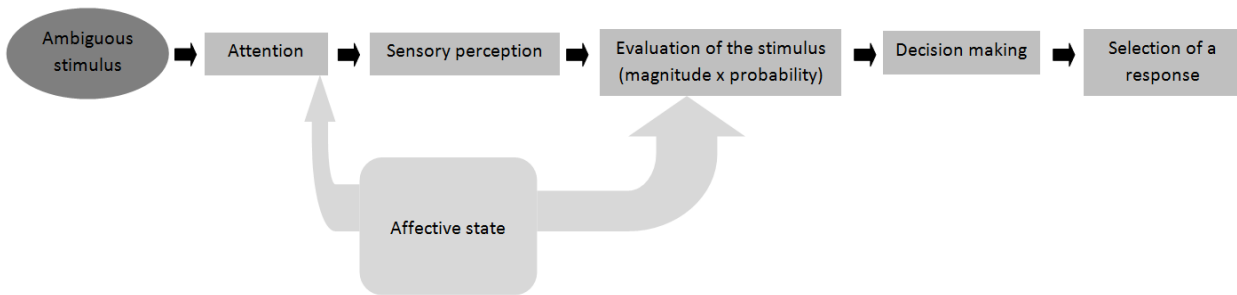 Ambiguous
stimulus
Attention
Sensory perception
Evaluation of the stimulus
(magnitude x probability)
Decision making
Selection of a
response
Affective state